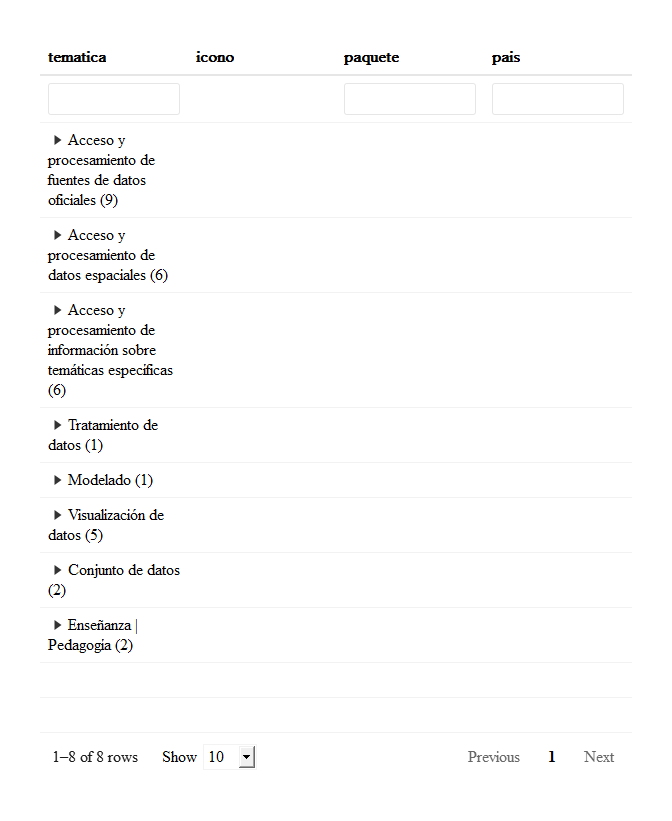 tematica icono paquete pais
Acceso y
procesamiento de
fuentes de datos
oficiales (9)
Acceso y
procesamiento de
datos espaciales (6)
Acceso y
procesamiento de
información sobre
temáticas específicas
(6)
Tratamiento de
datos (1)
Modelado (1)
Visualización de
datos (5)
Conjunto de datos
(2)
Enseñanza |
Pedagogia (2)
1–8 of 8 rows Show 10 Previous 1 Next